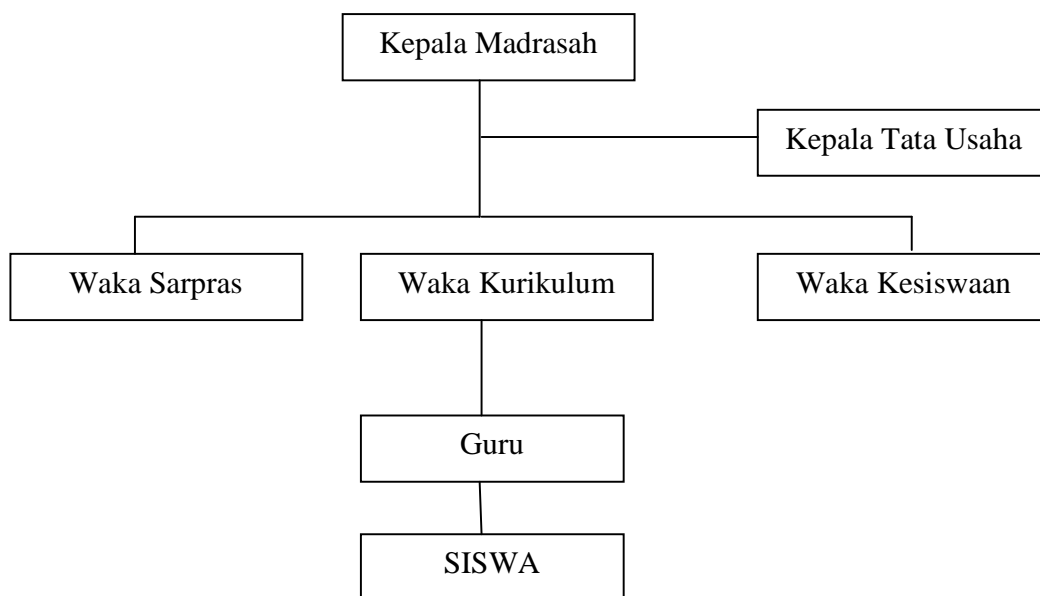 Kepala Madrasah
Kepala Tata Usaha
Waka Sarpras
Waka Kurikulum
Waka Kesiswaan
Guru
SISWA